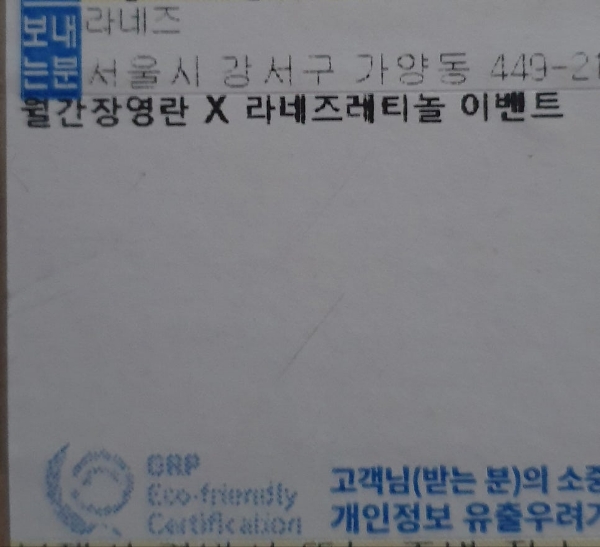 보내는분
라네즈
서울시 강서구 가양동 449-21
월간장영란 X 라네즈레티놀 이벤트
GRP
Eco-friendly
Certification
고객님(받는 분)의 소중
개인정보 유출우려가